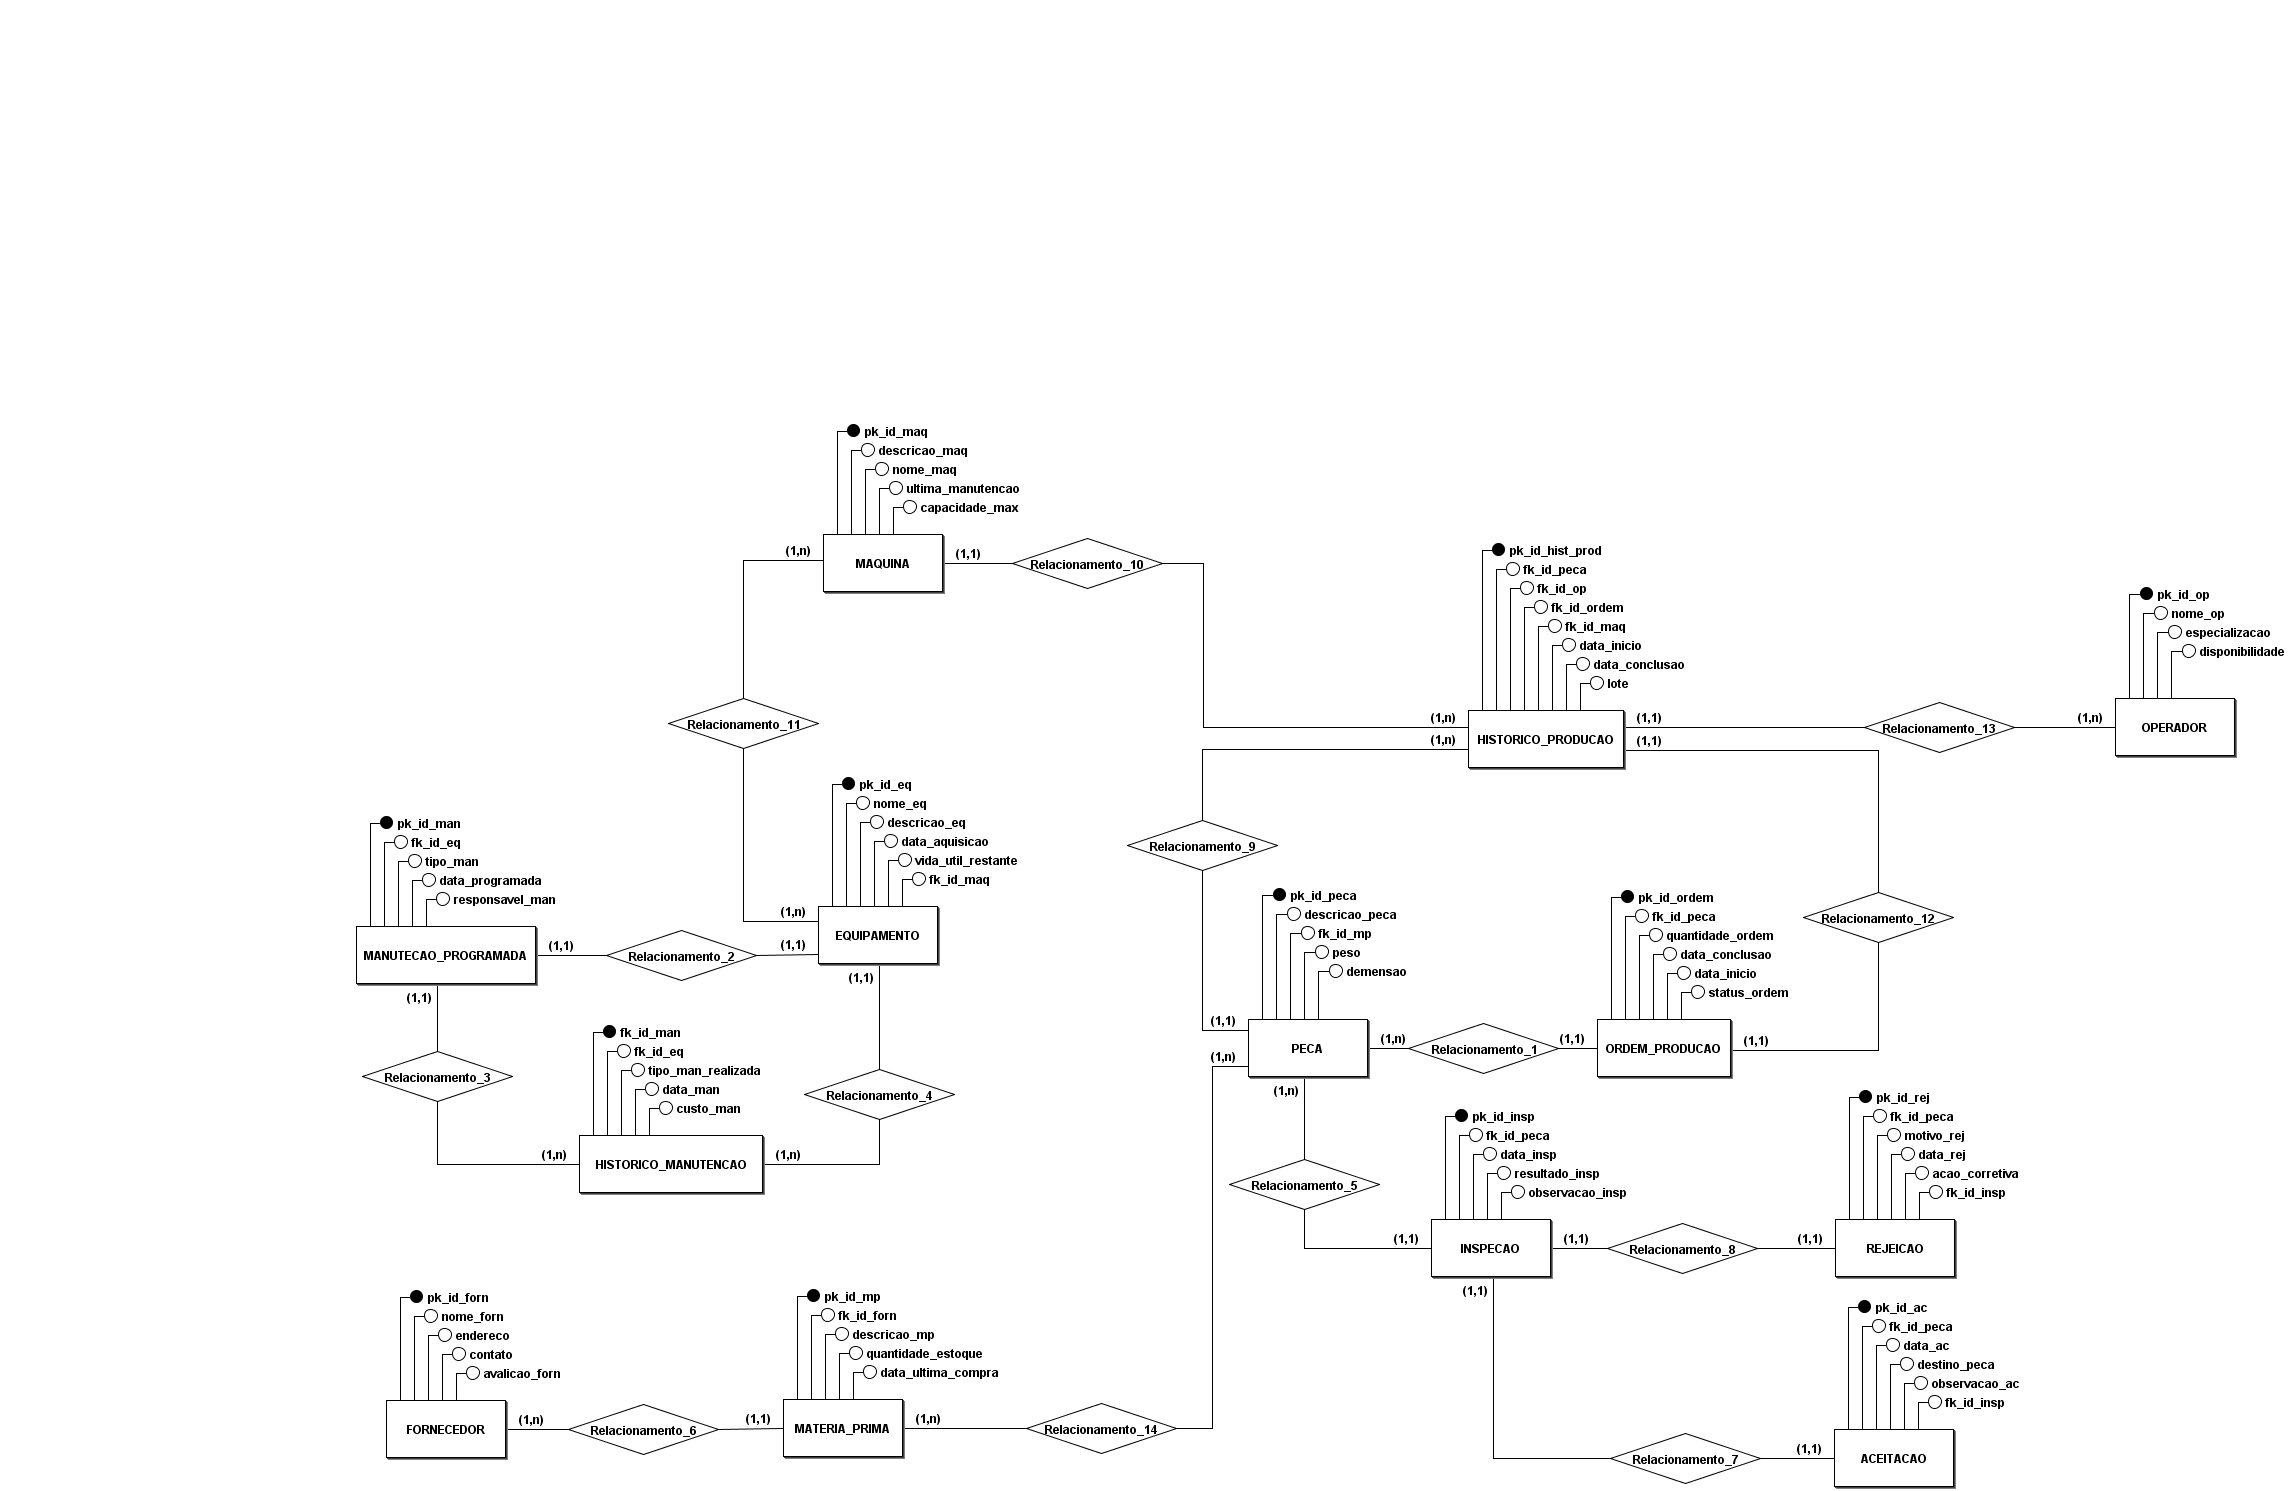 pk_id_maq
descricao_maq
nome_maq
ultima_manutencao
capacidade_max
(1,n)
MAQUINA
(1,1)
Relacionamento_10
pk_id_hist_prod
fk_id_peca
fk_id_op
fk_id_ordem
fk_id_maq
data_inicio
data_conclusao
lote
(1,n)
(1,n)
HISTORICO_PRODUCAO
(1,1)
(1,1)
Relacionamento_13
pk_id_op
nome_op
especializacao
disponibilidade
(1,n)
OPERADOR
Relacionamento_11
pk_id_eq
nome_eq
descricao_eq
data_aquisicao
vida_util_restante
fk_id_maq
(1,n)
EQUIPAMENTO
(1,1)
(1,1)
pk_id_man
fk_id_eq
tipo_man
data_programada
responsavel_man
MANUTECAO_PROGRAMADA
(1,1)
Relacionamento_2
(1,1)
Relacionamento_3
fk_id_man
fk_id_eq
tipo_man_realizada
data_man
custo_man
(1,n)
HISTORICO_MANUTENCAO
(1,n)
Relacionamento_4
Relacionamento_9
pk_id_peca
descricao_peca
fk_id_mp
peso
demensao
(1,1)
(1,n)
PECA
(1,n)
(1,n)
Relacionamento_1
pk_id_ordem
fk_id_peca
quantidade_ordem
data_conclusao
data_inicio
status_ordem
(1,1)
ORDEM_PRODUCAO
(1,1)
Relacionamento_12
Relacionamento_5
pk_id_insp
fk_id_peca
data_insp
resultado_insp
observacao_insp
(1,1)
INSPECAO
(1,1)
(1,1)
Relacionamento_8
pk_id_rej
fk_id_peca
motivo_rej
data_rej
acao_corretiva
fk_id_insp
(1,1)
REJEICAO
pk_id_forn
nome_forn
endereco
contato
avalicao_forn
FORNECEDOR
(1,n)
Relacionamento_6
pk_id_mp
fk_id_forn
descricao_mp
quantidade_estoque
data_ultima_compra
(1,1)
MATERIA_PRIMA
(1,n)
Relacionamento_14
Relacionamento_7
pk_id_ac
fk_id_peca
data_ac
destino_peca
observacao_ac
fk_id_insp
(1,1)
ACEITACAO